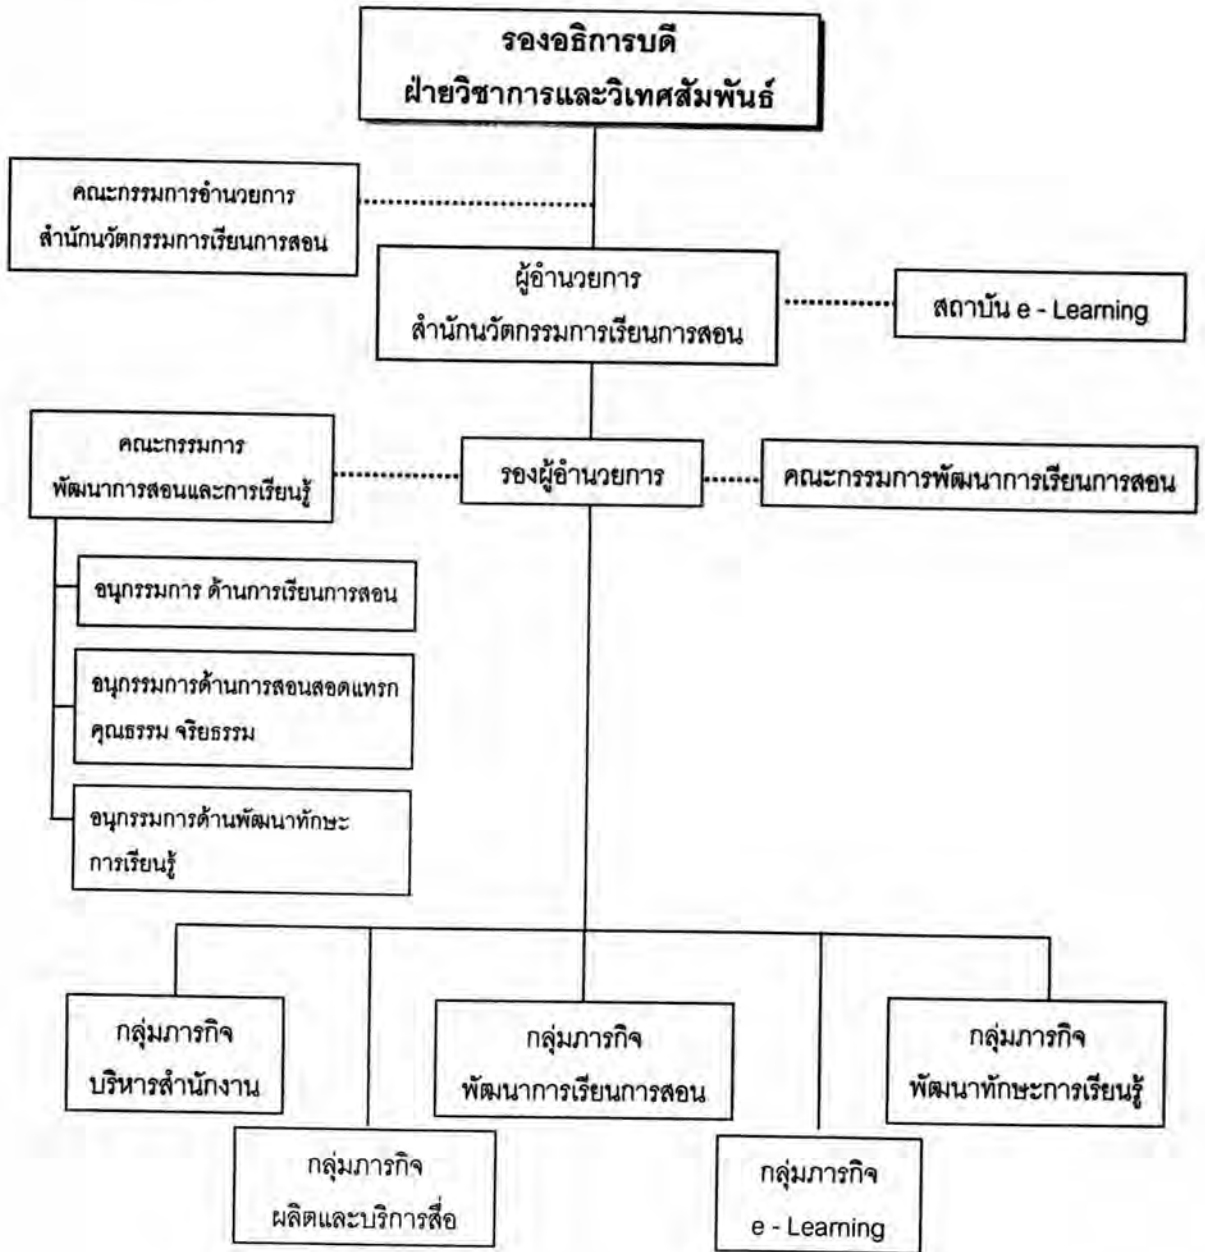 รองอธิการบดี
ฝ่ายวิชาการและวิเทศสัมพันธ์
คณะกรรมการอำนวยการ
สำนักนวัตกรรมการเรียนการสอน
ผู้อำนวยการ
สำนักนวัตกรรมการเรียนการสอน
สถาบัน e - Learning
คณะกรรมการ
พัฒนาการสอนและการเรียนรู้
รองผู้อำนวยการ
คณะกรรมการพัฒนาการเรียนการสอน
อนุกรรมการ ด้านการเรียนการสอน
อนุกรรมการด้านการสอนสอดแทรก
คุณธรรม จริยธรรม
อนุกรรมการด้านพัฒนาทักษะ
การเรียนรู้
กลุ่มภารกิจ
บริหารสำนักงาน
กลุ่มภารกิจ
พัฒนาการเรียนการสอน
กลุ่มภารกิจ
พัฒนาทักษะการเรียนรู้
กลุ่มภารกิจ
ผลิตและบริการสื่อ
กลุ่มภารกิจ
e - Learning